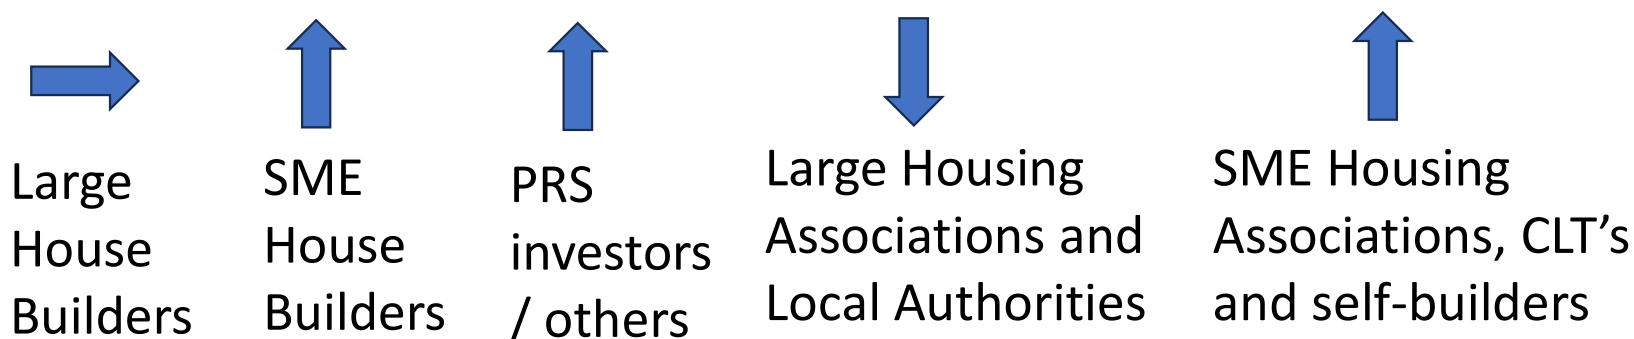 Large
House
Builders
SME
House
Builders
PRS
investors
/ others
Large Housing
Associations and
Local Authorities
SME Housing
Associations, CLT’s
and self-builders